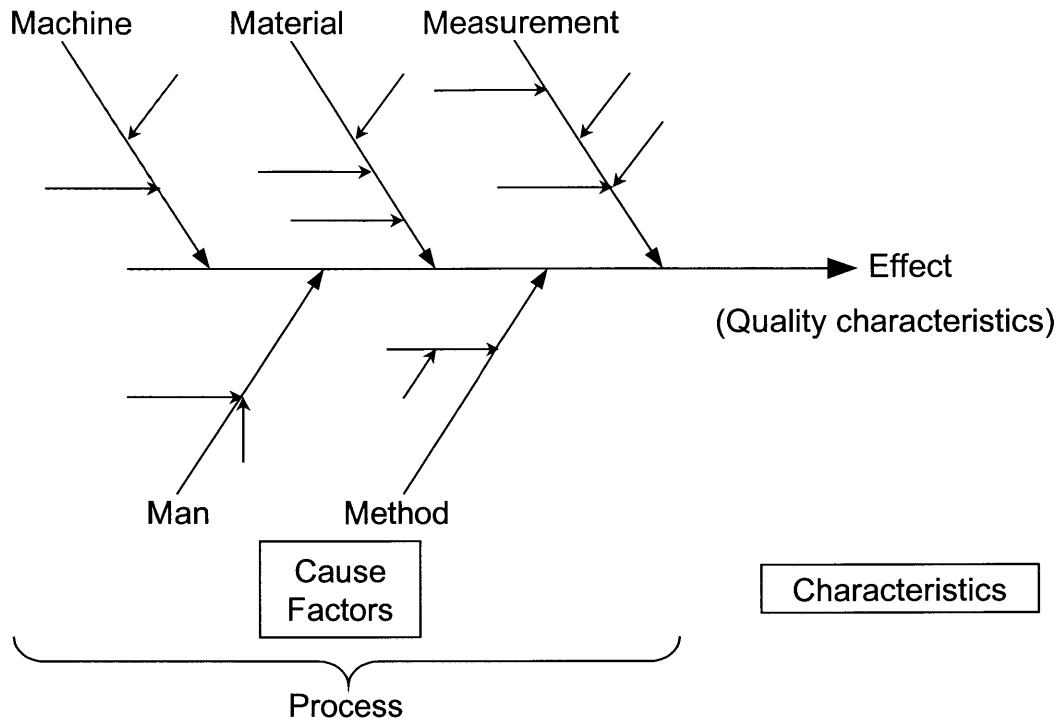 Machine
Material
Measurement
Effect
(Quality characteristics)
Man
Method
Cause
Factors
Characteristics
Process